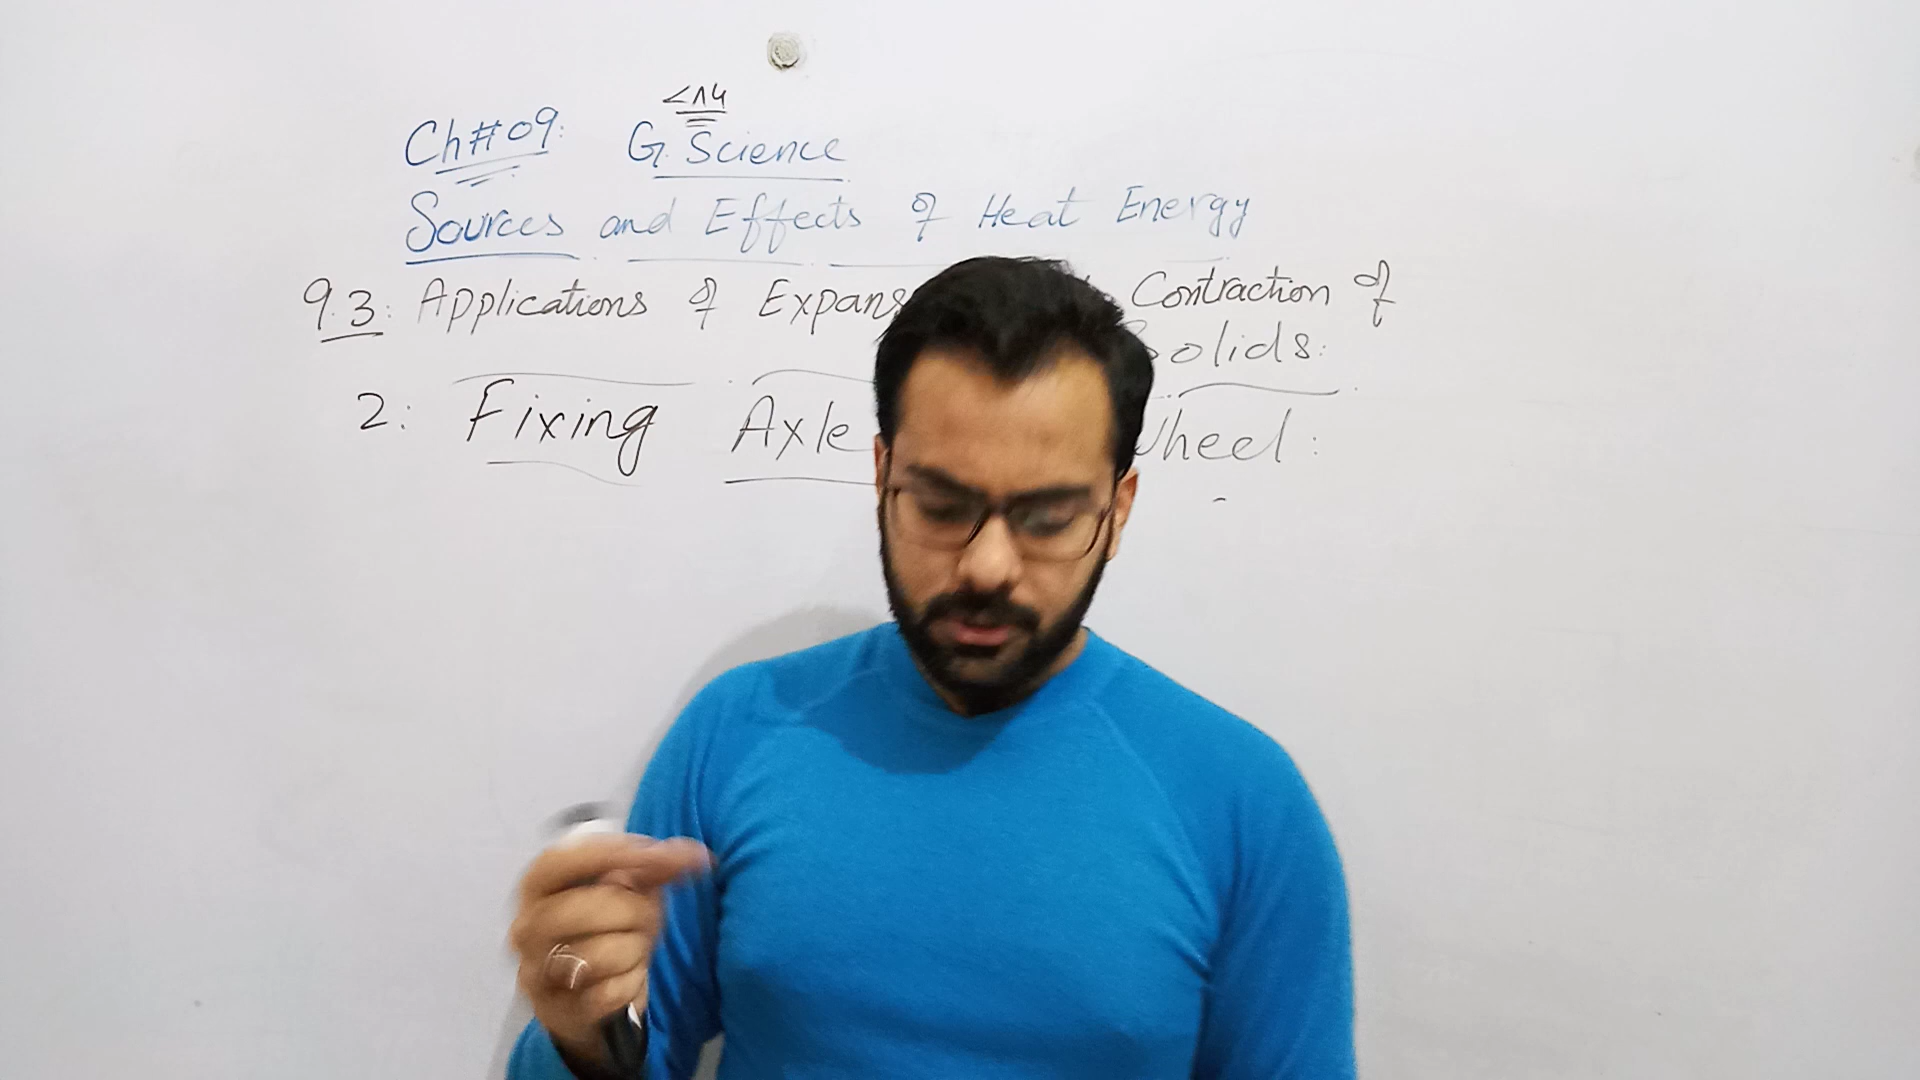 <14
Ch#09: G. Science
Sources and Effects of Heat Energy
9.3: Applications of Expans Contraction of
Solids:
2: Fixing Axle Wheel: